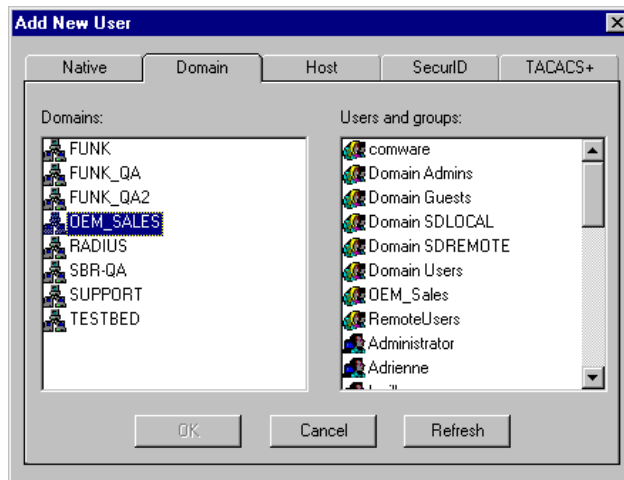 Add New User
Native Domain Host SecurID TACACS+
Domains:
FUNK
FUNK_QA
FUNK_QA2
OEM_SALES
RADIUS
SBR-QA
SUPPORT
TESTBED
Users and groups:
comware
Domain Admins
Domain Guests
Domain SDLOCAL
Domain SDREMOTE
Domain Users
OEM_Sales
RemoteUsers
Administrator
Adrienne
OK Cancel Refresh